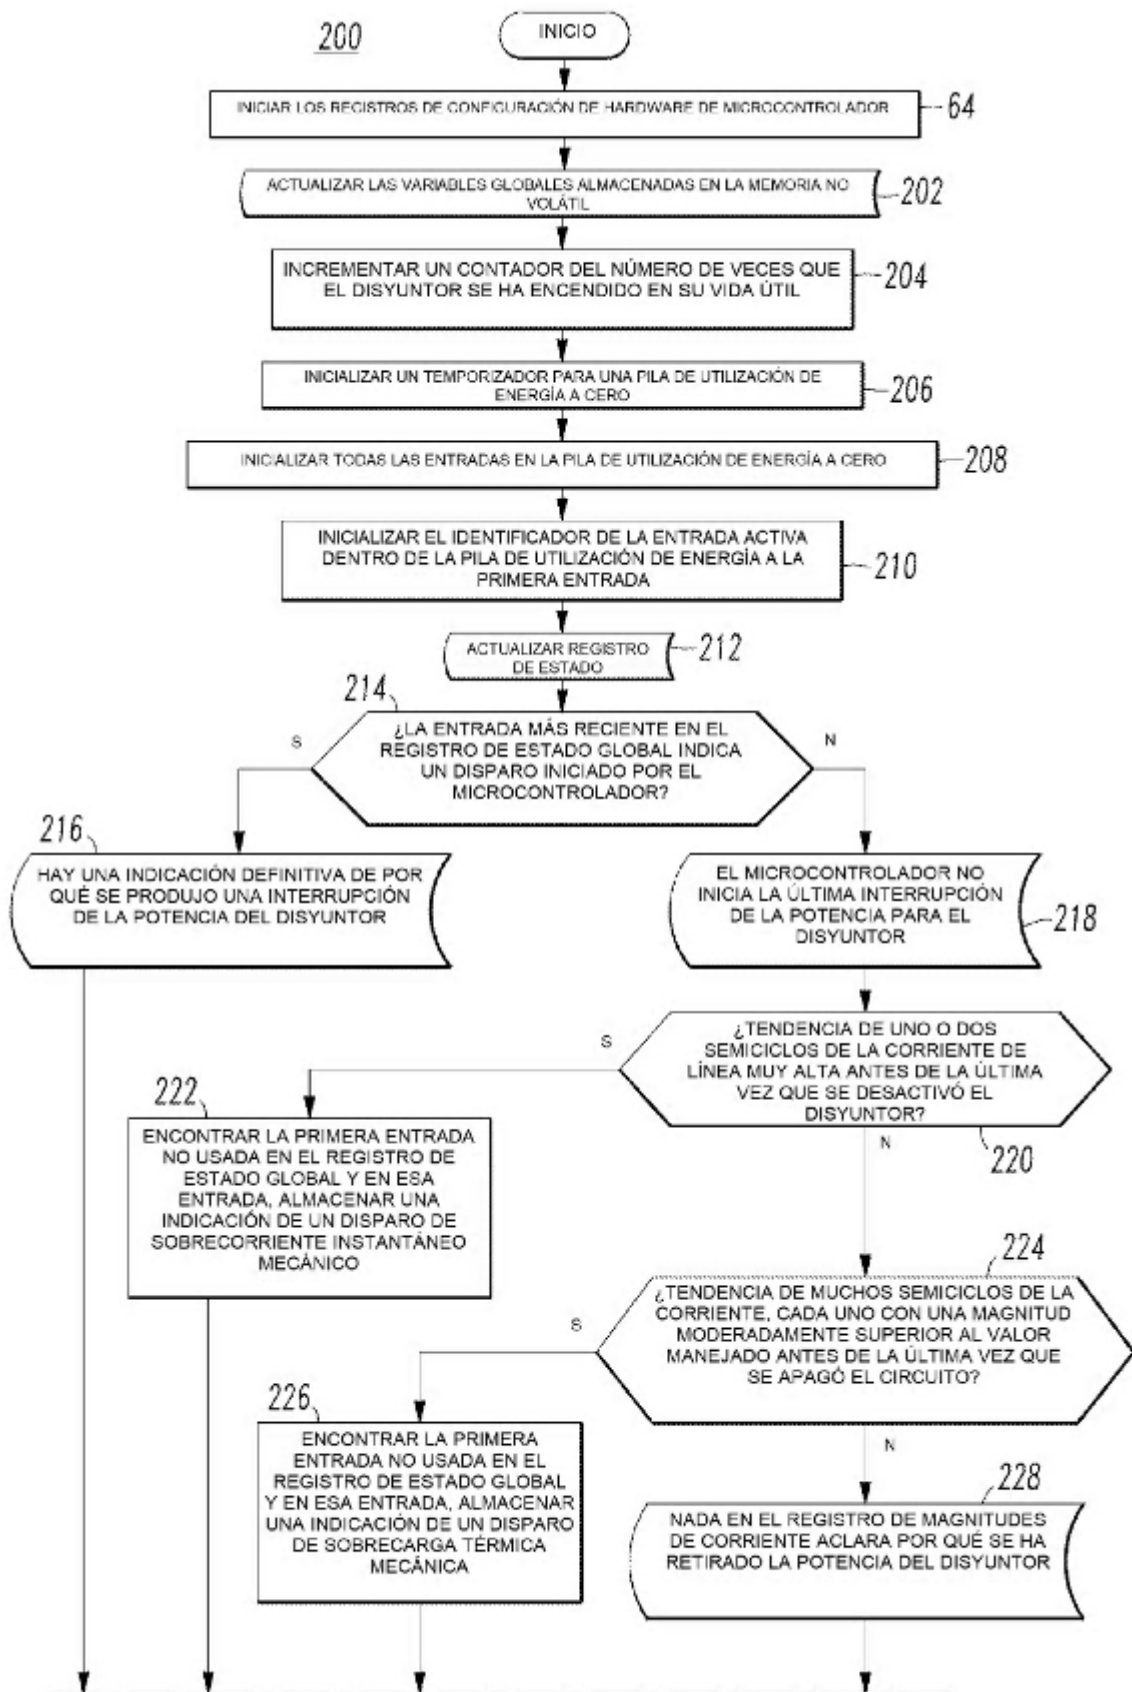 200
INICIO
INICIAR LOS REGISTROS DE CONFIGURACIÓN DE HARDWARE DE MICROCONTROLADOR
64
ACTUALIZAR LAS VARIABLES GLOBALES ALMACENADAS EN LA MEMORIA NO
VOLÁTIL
202
INCREMENTAR UN CONTADOR DEL NÚMERO DE VECES QUE
EL DISYUNTOR SE HA ENCENDIDO EN SU VIDA ÚTIL
204
INICIALIZAR UN TEMPORIZADOR PARA UNA PILA DE UTILIZACIÓN DE
ENERGÍA A CERO
206
INICIALIZAR TODAS LAS ENTRADAS EN LA PILA DE UTILIZACIÓN DE ENERGÍA A CERO
208
INICIALIZAR EL IDENTIFICADOR DE LA ENTRADA ACTIVA
DENTRO DE LA PILA DE UTILIZACIÓN DE ENERGÍA A LA
PRIMERA ENTRADA
210
ACTUALIZAR REGISTRO
DE ESTADO
212
214
¿LA ENTRADA MÁS RECIENTE EN EL
REGISTRO DE ESTADO GLOBAL INDICA
UN DISPARO INICIADO POR EL
MICROCONTROLADOR?
S
N
216
HAY UNA INDICACIÓN DEFINITIVA DE POR
QUÉ SE PRODUJO UNA INTERRUPCIÓN
DE LA POTENCIA DEL DISYUNTOR
EL MICROCONTROLADOR NO
INICIA LA ÚLTIMA INTERRUPCIÓN
DE LA POTENCIA PARA EL
DISYUNTOR
218
¿TENDENCIA DE UNO O DOS
SEMICICLOS DE LA CORRIENTE DE
LÍNEA MUY ALTA ANTES DE LA ÚLTIMA
VEZ QUE SE DESACTIVÓ EL
DISYUNTOR?
S
N
220
222
ENCONTRAR LA PRIMERA ENTRADA
NO USADA EN EL REGISTRO DE
ESTADO GLOBAL Y EN ESA
ENTRADA, ALMACENAR UNA
INDICACIÓN DE UN DISPARO DE
SOBRECORRIENTE INSTANTÁNEO
MECÁNICO
224
¿TENDENCIA DE MUCHOS SEMICICLOS DE LA
CORRIENTE, CADA UNO CON UNA MAGNITUD
MODERADAMENTE SUPERIOR AL VALOR
MANEJADO ANTES DE LA ÚLTIMA VEZ QUE
SE APAGÓ EL CIRCUITO?
S
N
226
ENCONTRAR LA PRIMERA
ENTRADA NO USADA EN EL
REGISTRO DE ESTADO GLOBAL
Y EN ESA ENTRADA, ALMACENAR
UNA INDICACIÓN DE UN DISPARO
DE SOBRECARGA TÉRMICA
MECÁNICA
228
NADA EN EL REGISTRO DE MAGNITUDES
DE CORRIENTE ACLARA POR QUÉ SE HA
RETIRADO LA POTENCIA DEL DISYUNTOR